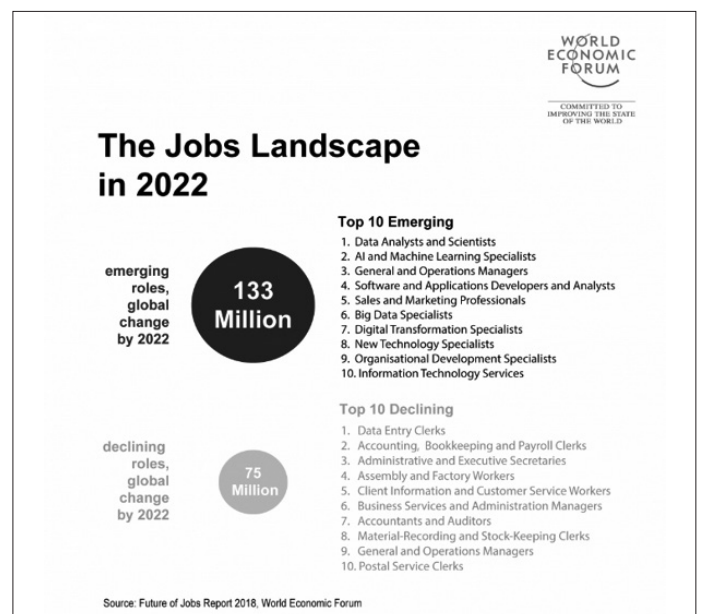 WORLD
ECONOMIC
FORUM
COMMITTED TO
IMPROVING THE STATE
OF THE WORLD
The Jobs Landscape
in 2022
emerging
roles,
global
change
by 2022
133
Million
Top 10 Emerging
1. Data Analysts and Scientists
2. AI and Machine Learning Specialists
3. General and Operations Managers
4. Software and Applications Developers and Analysts
5. Sales and Marketing Professionals
6. Big Data Specialists
7. Digital Transformation Specialists
8. New Technology Specialists
9. Organisational Development Specialists
10. Information Technology Services
declining
roles,
global
change
by 2022
75
Million
Top 10 Declining
1. Data Entry Clerks
2. Accounting, Bookkeeping and Payroll Clerks
3. Administrative and Executive Secretaries
4. Assembly and Factory Workers
5. Client Information and Customer Service Workers
6. Business Services and Administration Managers
7. Accountants and Auditors
8. Material-Recording and Stock-Keeping Clerks
9. General and Operations Managers
10. Postal Service Clerks
Source: Future of Jobs Report 2018, World Economic Forum